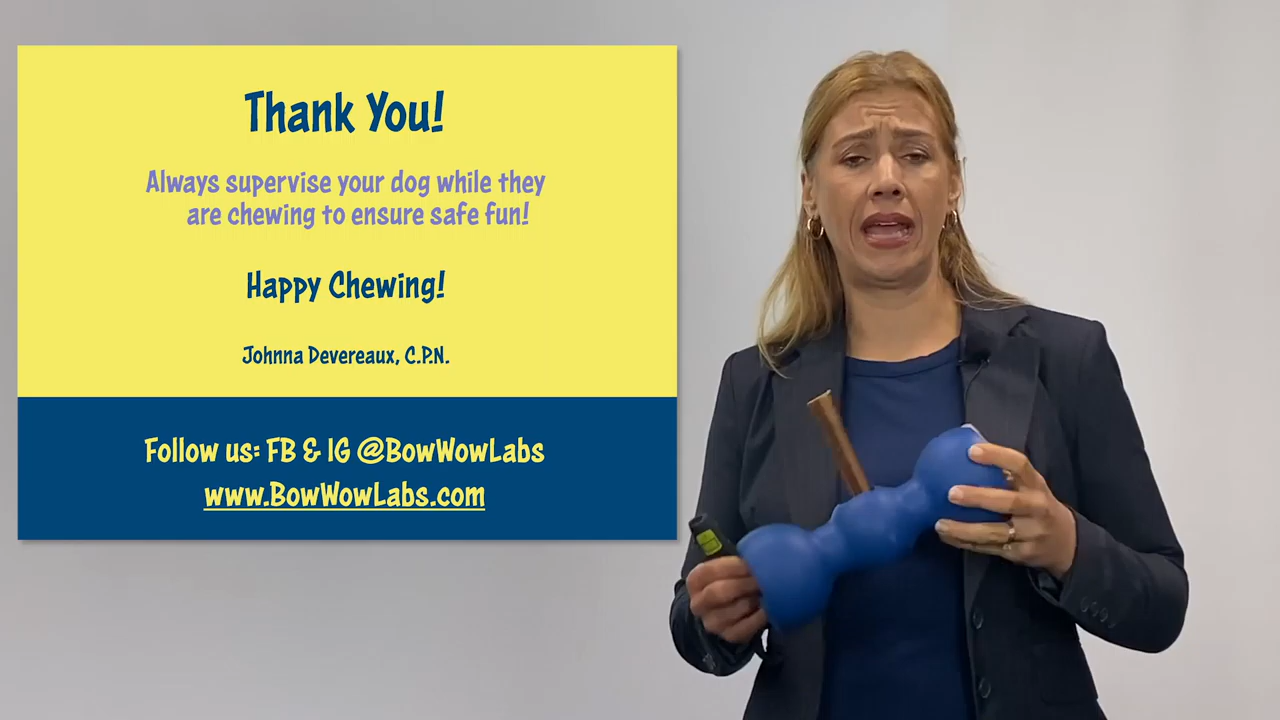 Thank You!
Always supervise your dog while they
are chewing to ensure safe fun!
Happy Chewing!
Johnna Devereaux, C.P.N.
Follow us: FB & IG @BowWowLabs
www.BowWowLabs.com